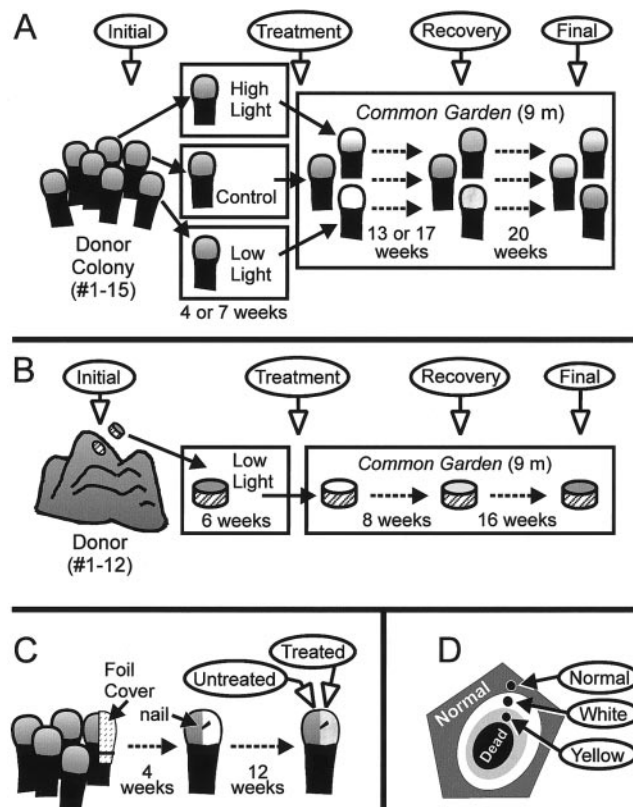 A
Initial
Treatment
Recovery
Final
High
Light
Control
Low
Light
4 or 7 weeks
Donor
Colony
(#1-15)
Common Garden (9 m)
13 or 17
weeks
20
weeks
B
Initial
Treatment
Recovery
Final
Donor
(#1-12)
Low
Light
6 weeks
Common Garden (9 m)
8 weeks
16 weeks
C
Foil
Cover
nail
4
weeks
12
weeks
Untreated
Treated
D
Normal
Dead
Normal
White
Yellow